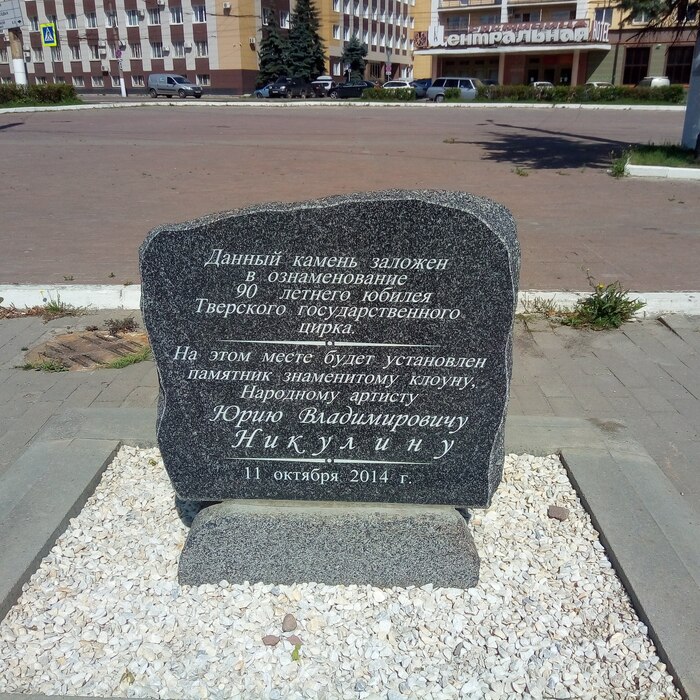 Центральная
Данный камень заложен
в ознаменование
90 летнего юбилея
Тверского государственного
цирка.
На этом месте будет установлен
памятник знаменитому клоуну,
Народному артисту
Юрию Владимировичу
Никулину
11 октября 2014 г.